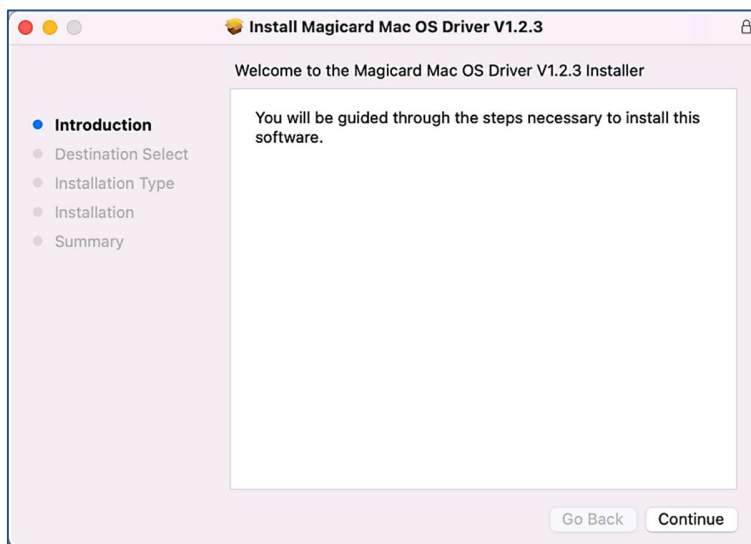 Install Magicard Mac OS Driver V1.2.3
Welcome to the Magicard Mac OS Driver V1.2.3 Installer
Introduction
Destination Select
Installation Type
Installation
Summary
You will be guided through the steps necessary to install this
software.
Go Back
Continue